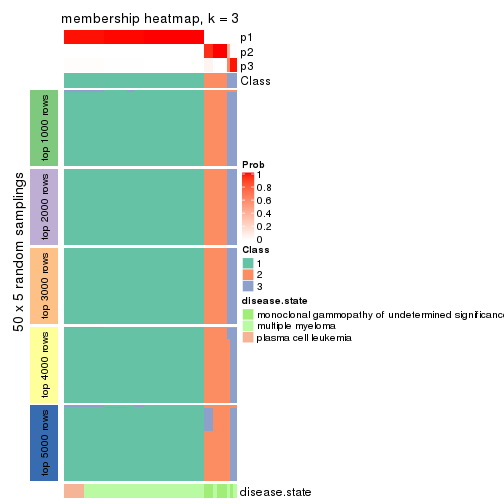 membership heatmap, k = 3
p1
p2
p3
Class
50 x 5 random samplings
top 1000 rows
top 2000 rows
top 3000 rows
top 4000 rows
top 5000 rows
Prob
1
0.8
0.6
0.4
0.2
0
Class
1
2
3
disease.state
monoclonal gammopathy of undetermined significance
multiple myeloma
plasma cell leukemia
disease.state